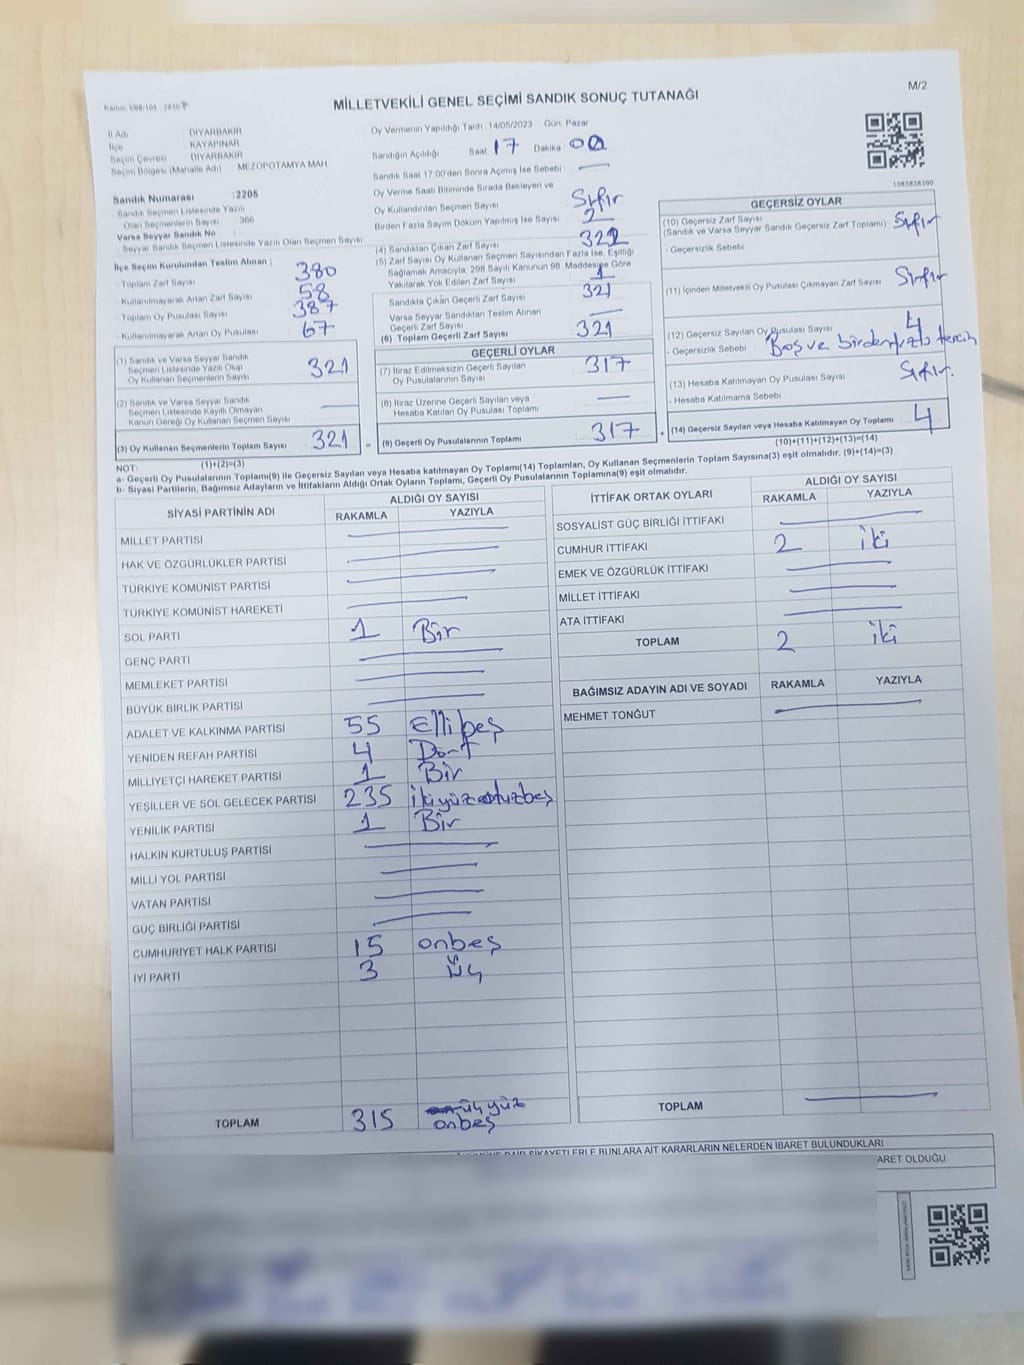 M/2
MİLLETVEKİLİ GENEL SEÇİMİ SANDIK SONUÇ TUTANAĞI
İl Adı DİYARBAKIR
İlçe KAYAPINAR
Seçim Çevresi DİYARBAKIR
Seçim Bölgesi (Mahalle Adı) MEZOPOTAMYA MAH
Sandık Numarası :2205
- Sandık Seçmen Listesinde Yazılı
Olan Seçmenlerin Sayısı : 366
Varsa Seyyar Sandık No
- Seyyar Sandık Seçmen Listesinde Yazılı Olan Seçmen Sayısı
İlçe Seçim Kurulundan Teslim Alınan ;
- Toplam Zarf Sayısı 380
- Kullanılmayarak Artan Zarf Sayısı 58
- Toplam Oy Pusulası Sayısı 387
- Kullanılmayarak Artan Oy Pusulası 67
(1) Sandık ve Varsa Seyyar Sandık
Seçmen Listesinde Yazılı Olup
Oy Kullanan Seçmenlerin Sayısı 321
(2) Sandık ve Varsa Seyyar Sandık
Seçmen Listesinde Kayıtlı Olmayan
Kanun Gereği Oy Kullanan Seçmen Sayısı —
(3) Oy Kullanan Seçmenlerin Toplam Sayısı 321 =
(1)+(2)=(3)
Oy Vermenin Yapıldığı Tarih 14/05/2023 Gün: Pazar
Sandığın Açıldığı Saat 17 Dakika 00
Sandık Saat 17:00'den Sonra Açımış İse Sebebi —
Oy Verme Saati Bitiminde Sırada Bekleyen ve
Oy Kullandırılan Seçmen Sayısı Sıfır
Birden Fazla Sayım Döküm Yapılmış İse Sayısı 2
(4) Sandıktan Çıkan Zarf Sayısı 322
(5) Zarf Sayısı Oy Kullanan Seçmen Sayısından Fazla İse, Eşitliği
Sağlamak Amacıyla; 298 Sayılı Kanunun 98. Maddesine Göre
Yakılarak Yok Edilen Zarf Sayısı 1
Sandıkta Çıkan Geçerli Zarf Sayısı 321
Varsa Seyyar Sandıktan Teslim Alınan
Geçerli Zarf Sayısı —
(6) Toplam Geçerli Zarf Sayısı 321
GEÇERLİ OYLAR
(7) İtiraz Edilmeksizin Geçerli Sayılan
Oy Pusulalarının Sayısı 317
(8) İtiraz Üzerine Geçerli Sayılan veya
Hesaba Katılan Oy Pusulası Toplamı —
(9) Geçerli Oy Pusulalarının Toplamı 317 +
1083838390
GEÇERSİZ OYLAR
(10) Geçersiz Zarf Sayısı
(Sandık ve Varsa Seyyar Sandık Geçersiz Zarf Toplamı) Sıfır
- Geçersizlik Sebebi
(11) İçinden Milletvekili Oy Pusulası Çıkmayan Zarf Sayısı Sıfır
(12) Geçersiz Sayılan Oy Pusulası Sayısı 4
- Geçersizlik Sebebi Boş ve birden fazla tercih
(13) Hesaba Katılmayan Oy Pusulası Sayısı Sıfır.
- Hesaba Katılmama Sebebi
(14) Geçersiz Sayılan veya Hesaba Katılmayan Oy Toplamı 4
(10)+(11)+(12)+(13)=(14)
NOT:
a- Geçerli Oy Pusulalarının Toplamı(9) ile Geçersiz Sayılan veya Hesaba katılmayan Oy Toplamı(14) Toplamları, Oy Kullanan Seçmenlerin Toplam Sayısına(3) eşit olmalıdır. (9)+(14)=(3)
b- Siyasi Partilerin, Bağımsız Adayların ve İttifakların Aldığı Ortak Oyların Toplamı, Geçerli Oy Pusulalarının Toplamına(9) eşit olmalıdır.
SİYASİ PARTİNİN ADI ALDIĞI OY SAYISI
RAKAMLA YAZIYLA
MİLLET PARTİSİ —
HAK VE ÖZGÜRLÜKLER PARTİSİ —
TÜRKİYE KOMÜNİST PARTİSİ —
TÜRKİYE KOMÜNİST HAREKETİ —
SOL PARTİ 1 Bir
GENÇ PARTİ —
MEMLEKET PARTİSİ —
BÜYÜK BİRLİK PARTİSİ —
ADALET VE KALKINMA PARTİSİ 55 Ellibeş
YENİDEN REFAH PARTİSİ 4 Dört
MİLLİYETÇİ HAREKET PARTİSİ 1 Bir
YEŞİLLER VE SOL GELECEK PARTİSİ 235 ikiyüzotuzbeş
YENİLİK PARTİSİ 1 Bir
HALKIN KURTULUŞ PARTİSİ —
MİLLİ YOL PARTİSİ —
VATAN PARTİSİ —
GÜÇ BİRLİĞİ PARTİSİ —
CUMHURİYET HALK PARTİSİ 15 onbeş
İYİ PARTİ 3 üç
TOPLAM 315 üçyüz
onbeş
İTTİFAK ORTAK OYLARI ALDIĞI OY SAYISI
RAKAMLA YAZIYLA
SOSYALİST GÜÇ BİRLİĞİ İTTİFAKI —
CUMHUR İTTİFAKI 2 iki
EMEK VE ÖZGÜRLÜK İTTİFAKI —
MİLLET İTTİFAKI —
ATA İTTİFAKI —
TOPLAM 2 iki
BAĞIMSIZ ADAYIN ADI VE SOYADI RAKAMLA YAZIYLA
MEHMET TONĞUT —
TOPLAM —
ŞİKAYETLERLE BUNLARA AİT KARARLARIN NELERDEN İBARET BULUNDUKLARI
ARET OLDUĞU